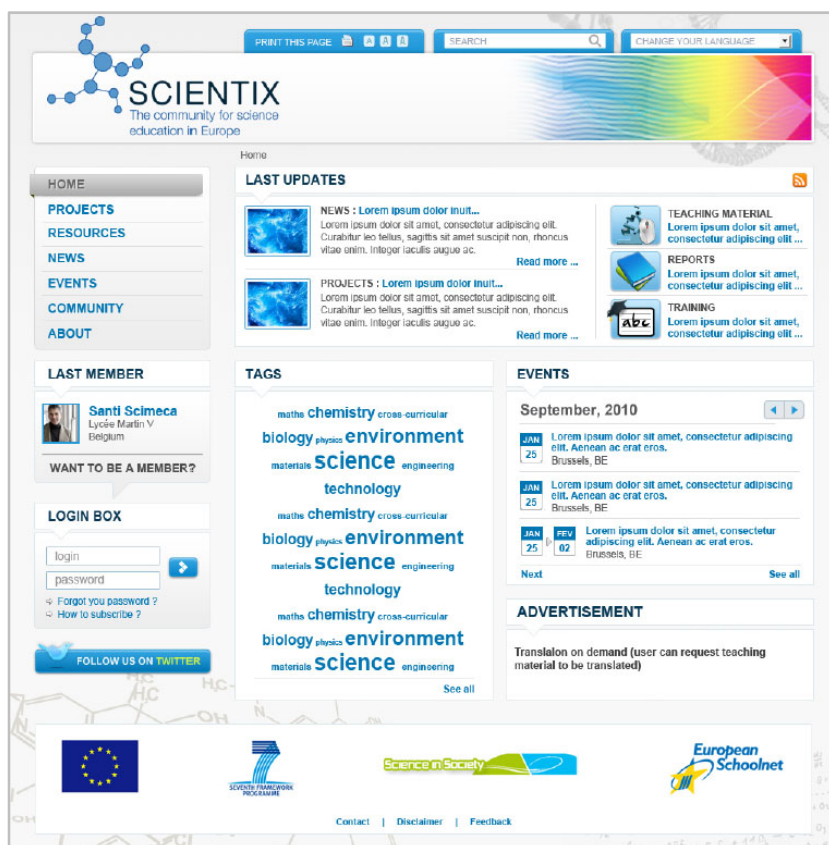 PRINT THIS PAGE A A A
SEARCH
CHANGE YOUR LANGUAGE
SCIENTIX
The community for science
education in Europe
Home
HOME
PROJECTS
RESOURCES
NEWS
EVENTS
COMMUNITY
ABOUT
LAST UPDATES
NEWS : Lorem ipsum dolor inuit...
Lorem ipsum dolor sit amet, consectetur adipiscing elit.
Curabitur leo tellus, sagittis sit amet suscipit non, rhoncus
vitae enim. Integer iaculis augue ac.
Read more ...
PROJECTS : Lorem ipsum dolor inuit...
Lorem ipsum dolor sit amet, consectetur adipiscing elit.
Curabitur leo tellus, sagittis sit amet suscipit non, rhoncus
vitae enim. Integer iaculis augue ac.
Read more ...
TEACHING MATERIAL
Lorem ipsum dolor sit amet,
consectetur adipiscing elit ...
REPORTS
Lorem ipsum dolor sit amet,
consectetur adipiscing elit ...
abc
TRAINING
Lorem ipsum dolor sit amet,
consectetur adipiscing elit ...
LAST MEMBER
Santi Scimeca
Lycée Martin V
Belgium
WANT TO BE A MEMBER?
LOGIN BOX
login
password
Forgot you password ?
How to subscribe ?
FOLLOW US ON TWITTER
TAGS
maths chemistry cross-curricular
biology physics environment
materials science engineering
technology
maths chemistry cross-curricular
biology physics environment
materials science engineering
technology
maths chemistry cross-curricular
biology physics environment
materials science engineering
See all
EVENTS
September, 2010
JAN
25
Lorem ipsum dolor sit amet, consectetur adipiscing
elit. Aenean ac erat eros.
Brussels, BE
JAN
25
Lorem ipsum dolor sit amet, consectetur adipiscing
elit. Aenean ac erat eros.
Brussels, BE
JAN FEV
25 02
Lorem ipsum dolor sit amet, consectetur
adipiscing elit. Aenean ac erat eros.
Brussels, BE
Next See all
ADVERTISEMENT
Translaion on demand (user can request teaching
material to be translated)
H₃C
HC
H₃C
OH
N
7
SEVENTH FRAMEWORK
PROGRAMME
Science in Society
European
Schoolnet
Contact | Disclaimer | Feedback